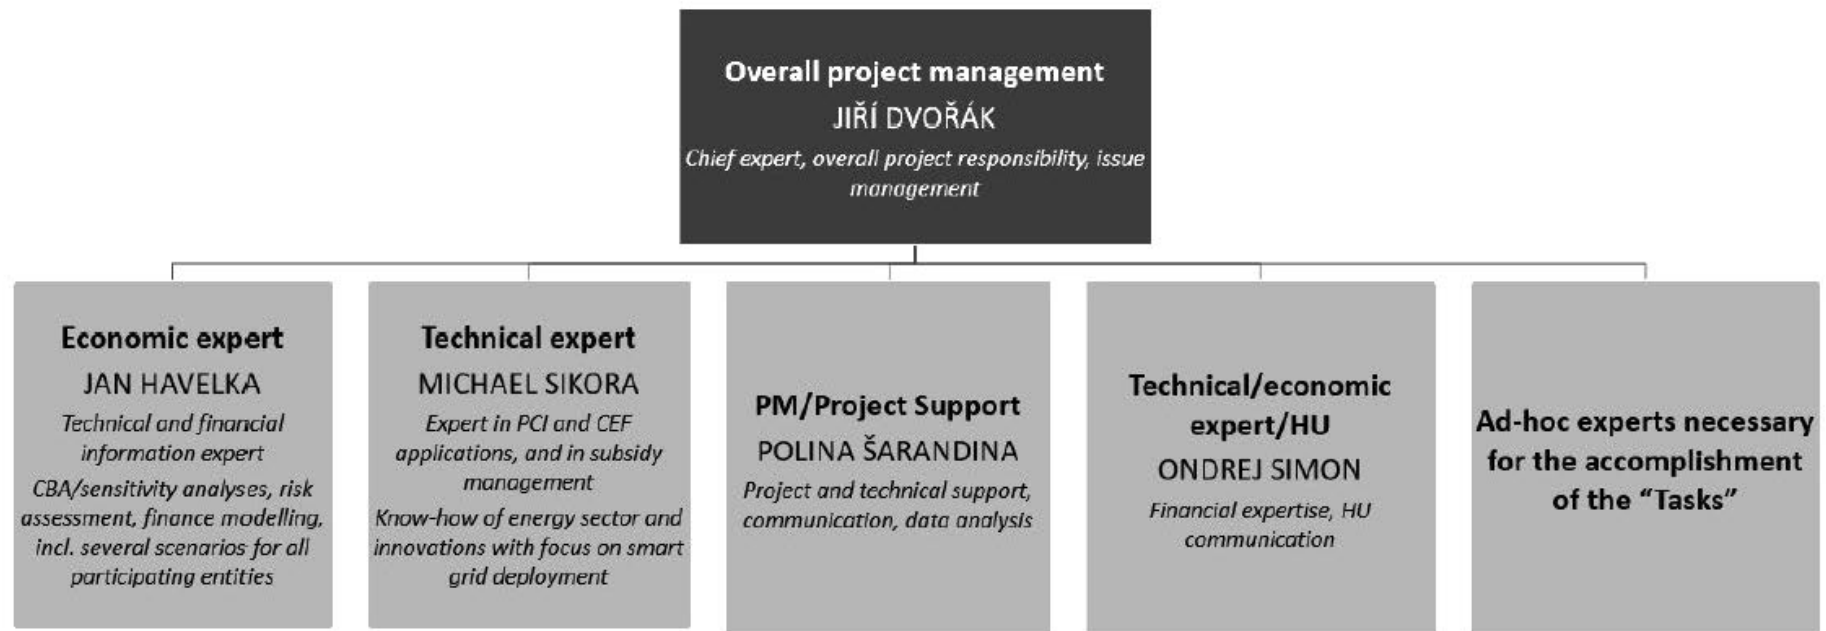 Overall project management
JIŘÍ DVOŘÁK
Chief expert, overall project responsibility, issue
management
Economic expert
JAN HAVELKA
Technical and financial
information expert
CBA/sensitivity analyses, risk
assessment, finance modelling,
incl. several scenarios for all
participating entities
Technical expert
MICHAEL SIKORA
Expert in PCI and CEF
applications, and in subsidy
management
Know-how of energy sector and
innovations with focus on smart
grid deployment
PM/Project Support
POLINA ŠARANDINA
Project and technical support,
communication, data analysis
Technical/economic
expert/HU
ONDREJ SIMON
Financial expertise, HU
communication
Ad-hoc experts necessary
for the accomplishment
of the “Tasks”